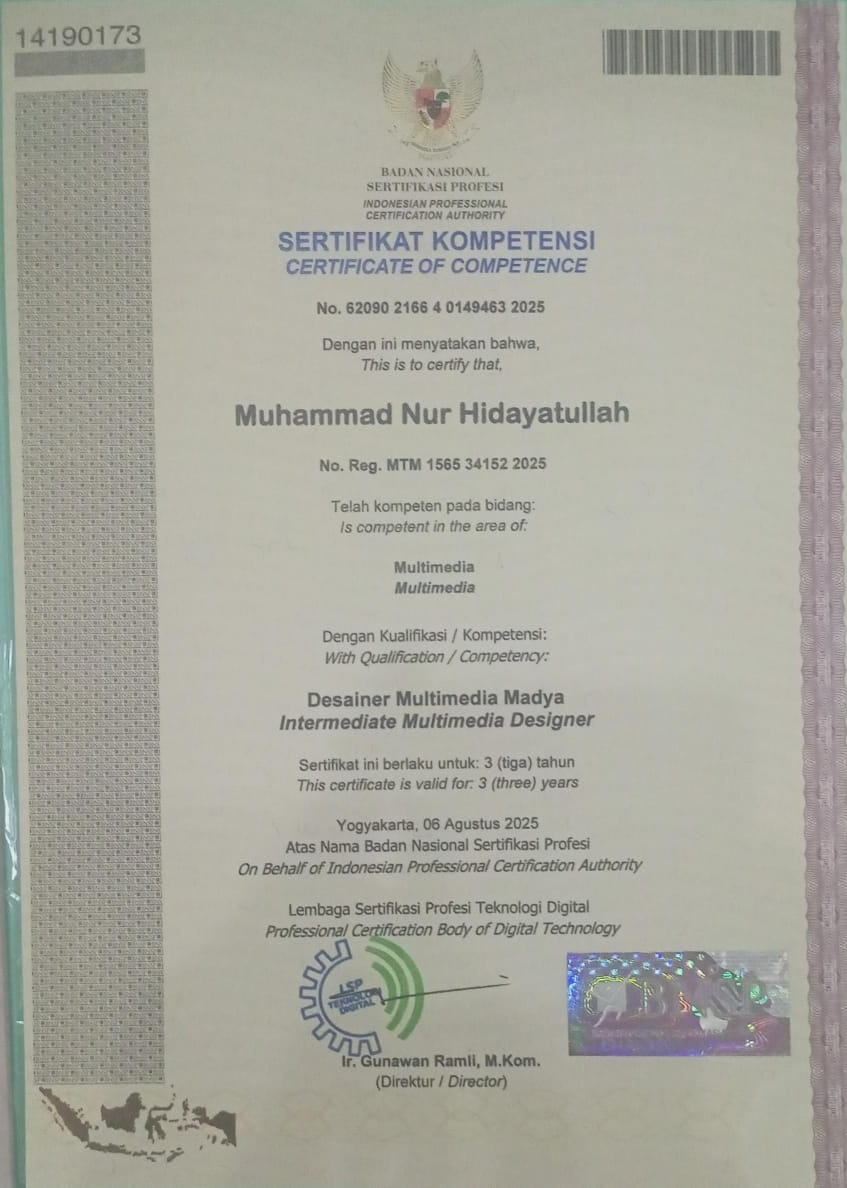 14190173
BADAN NASIONAL
SERTIFIKASI PROFESI
INDONESIAN PROFESSIONAL
CERTIFICATION AUTHORITY
SERTIFIKAT KOMPETENSI
CERTIFICATE OF COMPETENCE
No. 62090 2166 4 0149463 2025
Dengan ini menyatakan bahwa,
This is to certify that,
Muhammad Nur Hidayatullah
No. Reg. MTM 1565 34152 2025
Telah kompeten pada bidang:
Is competent in the area of:
Multimedia
Multimedia
Dengan Kualifikasi / Kompetensi:
With Qualification / Competency:
Desainer Multimedia Madya
Intermediate Multimedia Designer
Sertifikat ini berlaku untuk: 3 (tiga) tahun
This certificate is valid for: 3 (three) years
Yogyakarta, 06 Agustus 2025
Atas Nama Badan Nasional Sertifikasi Profesi
On Behalf of Indonesian Professional Certification Authority
Lembaga Sertifikasi Profesi Teknologi Digital
Professional Certification Body of Digital Technology
LSP
TEKNOLOGI
DIGITAL
Ir. Gunawan Ramli, M.Kom.
(Direktur / Director)